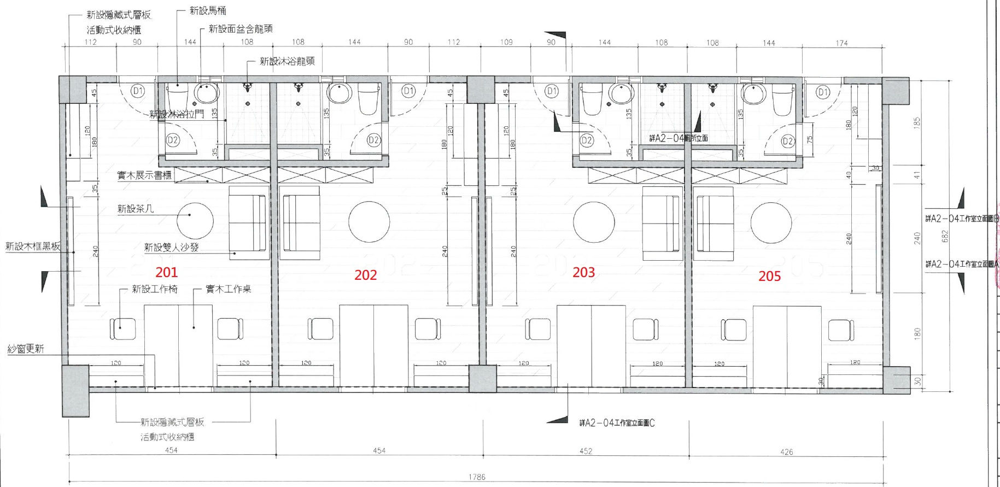 新設隱藏式層板
活動式收納櫃
新設馬桶
新設面盆含龍頭
新設沐浴龍頭
112 90 144 108 108 144 90 112 109 90 144 108 108 144 174
D1 D1 D1 D1
45 45 45
新設淋浴拉門
135 135 135 135
D2 D2 D2 D2
120 180 120 180 120 180 180 120
35 35 35 35
75
詳A2-04廁所立面
185
30
實木展示書櫃
35 25 25 40 41
新設茶几
詳A2-04工作室立面圖B
新設木框黑板
新設雙人沙發
240 240 240 240 240 682
詳A2-04工作室立面圖A
201 202 203 205
新設工作椅
實木工作桌
180
紗窗更新
120 120 120 120 120 120 120 120
30 30
新設隱藏式層板
活動式收納櫃
詳A2-04工作室立面圖C
454 454 452 426
1786